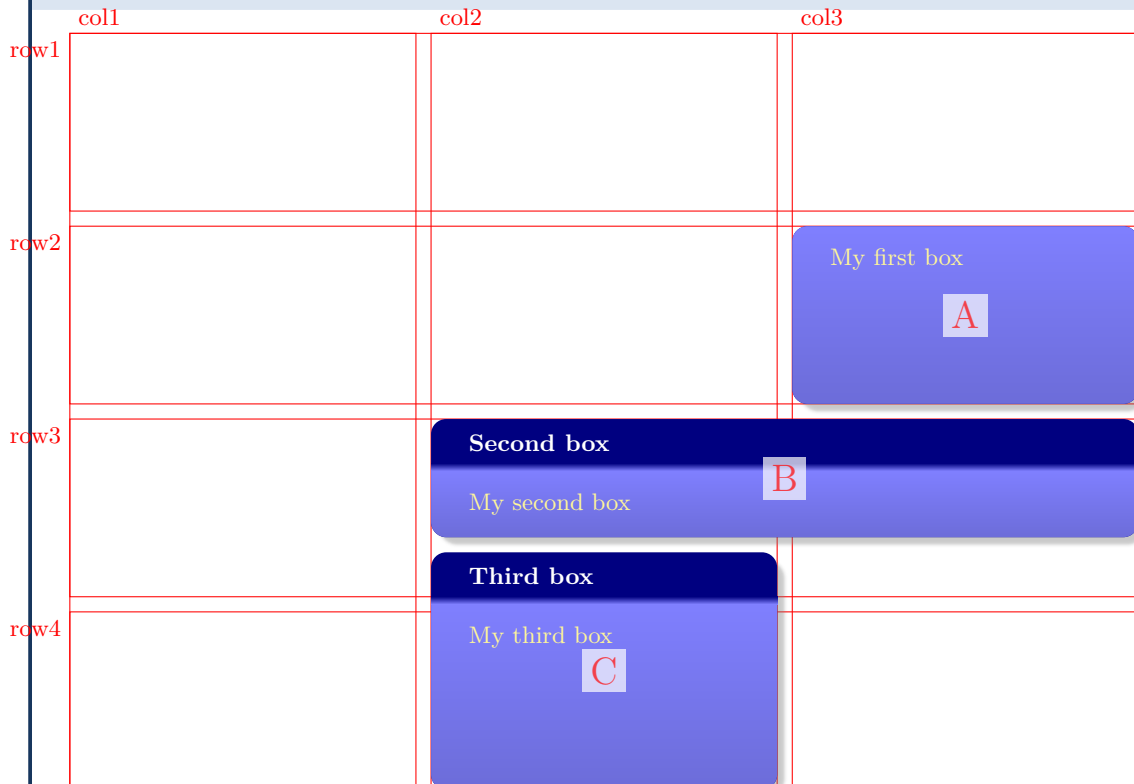 col1 col2 col3
row1
row2
My first box
A
row3
Second box
B
My second box
Third box
row4
My third box
C